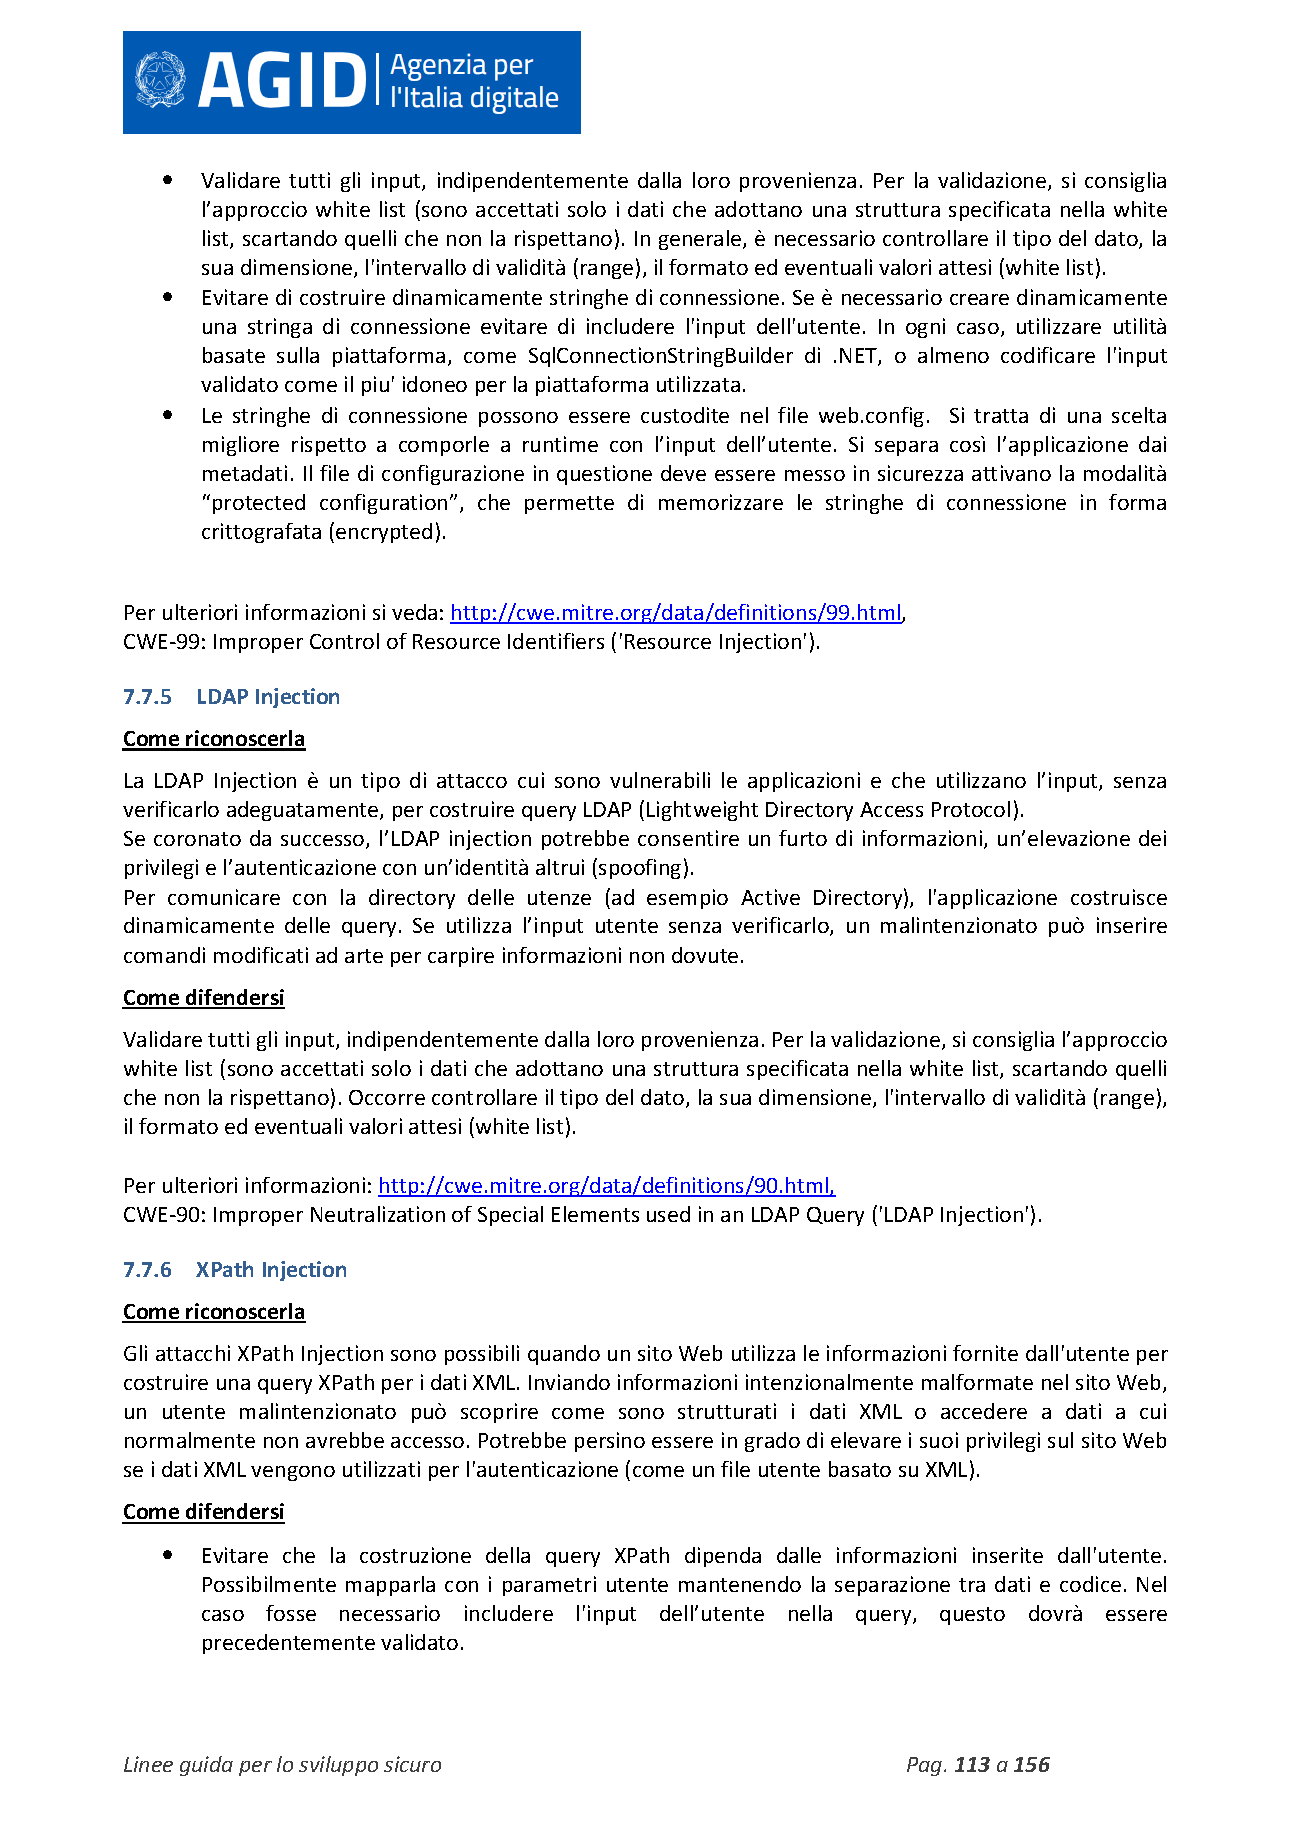 AGID Agenzia per
l'Italia digitale
• Validare tutti gli input, indipendentemente dalla loro provenienza. Per la validazione, si consiglia
l’approccio white list (sono accettati solo i dati che adottano una struttura specificata nella white
list, scartando quelli che non la rispettano). In generale, è necessario controllare il tipo del dato, la
sua dimensione, l'intervallo di validità (range), il formato ed eventuali valori attesi (white list).
• Evitare di costruire dinamicamente stringhe di connessione. Se è necessario creare dinamicamente
una stringa di connessione evitare di includere l'input dell'utente. In ogni caso, utilizzare utilità
basate sulla piattaforma, come SqlConnectionStringBuilder di .NET, o almeno codificare l'input
validato come il piu' idoneo per la piattaforma utilizzata.
• Le stringhe di connessione possono essere custodite nel file web.config. Si tratta di una scelta
migliore rispetto a comporle a runtime con l’input dell’utente. Si separa così l’applicazione dai
metadati. Il file di configurazione in questione deve essere messo in sicurezza attivano la modalità
“protected configuration”, che permette di memorizzare le stringhe di connessione in forma
crittografata (encrypted).
Per ulteriori informazioni si veda: http://cwe.mitre.org/data/definitions/99.html,
CWE-99: Improper Control of Resource Identifiers ('Resource Injection').
7.7.5 LDAP Injection
Come riconoscerla
La LDAP Injection è un tipo di attacco cui sono vulnerabili le applicazioni e che utilizzano l’input, senza
verificarlo adeguatamente, per costruire query LDAP (Lightweight Directory Access Protocol).
Se coronato da successo, l’LDAP injection potrebbe consentire un furto di informazioni, un’elevazione dei
privilegi e l’autenticazione con un’identità altrui (spoofing).
Per comunicare con la directory delle utenze (ad esempio Active Directory), l'applicazione costruisce
dinamicamente delle query. Se utilizza l’input utente senza verificarlo, un malintenzionato può inserire
comandi modificati ad arte per carpire informazioni non dovute.
Come difendersi
Validare tutti gli input, indipendentemente dalla loro provenienza. Per la validazione, si consiglia l’approccio
white list (sono accettati solo i dati che adottano una struttura specificata nella white list, scartando quelli
che non la rispettano). Occorre controllare il tipo del dato, la sua dimensione, l'intervallo di validità (range),
il formato ed eventuali valori attesi (white list).
Per ulteriori informazioni: http://cwe.mitre.org/data/definitions/90.html,
CWE-90: Improper Neutralization of Special Elements used in an LDAP Query ('LDAP Injection').
7.7.6 XPath Injection
Come riconoscerla
Gli attacchi XPath Injection sono possibili quando un sito Web utilizza le informazioni fornite dall'utente per
costruire una query XPath per i dati XML. Inviando informazioni intenzionalmente malformate nel sito Web,
un utente malintenzionato può scoprire come sono strutturati i dati XML o accedere a dati a cui
normalmente non avrebbe accesso. Potrebbe persino essere in grado di elevare i suoi privilegi sul sito Web
se i dati XML vengono utilizzati per l'autenticazione (come un file utente basato su XML).
Come difendersi
• Evitare che la costruzione della query XPath dipenda dalle informazioni inserite dall'utente.
Possibilmente mapparla con i parametri utente mantenendo la separazione tra dati e codice. Nel
caso fosse necessario includere l'input dell’utente nella query, questo dovrà essere
precedentemente validato.
Linee guida per lo sviluppo sicuro Pag. 113 a 156